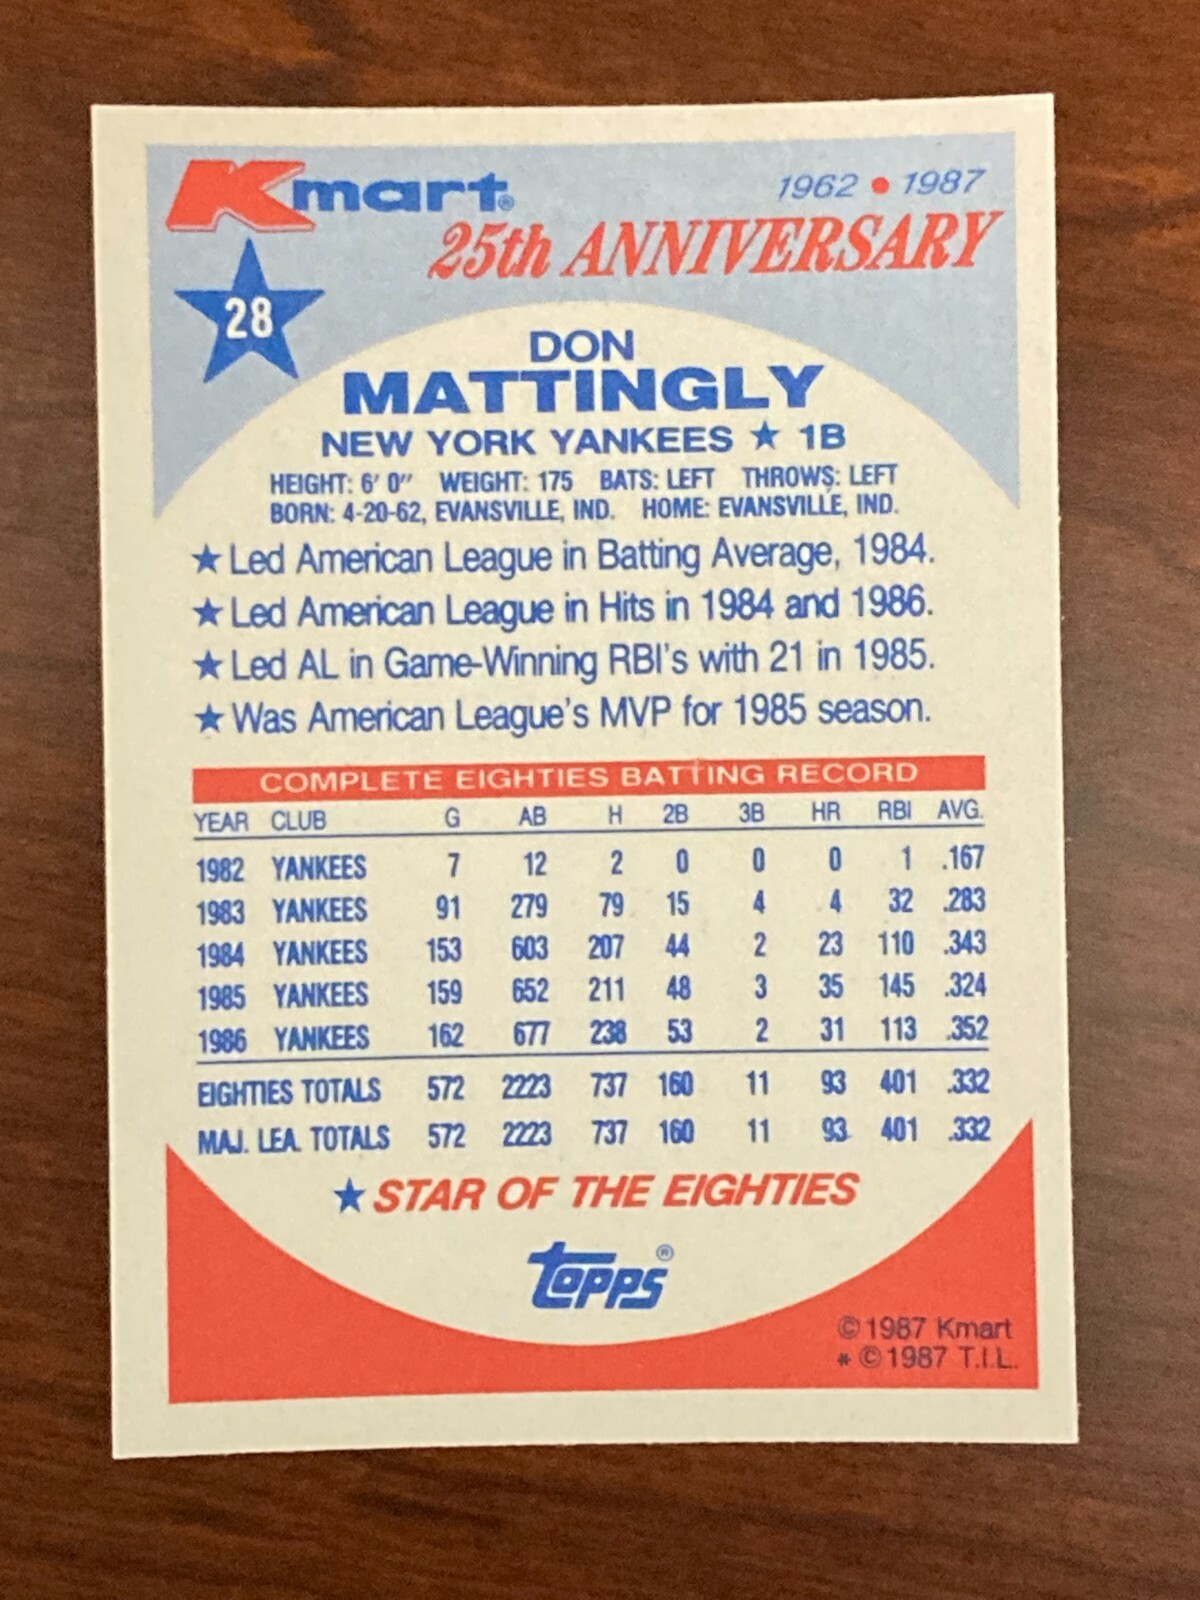 Kmart®
1962 • 1987
25th ANNIVERSARY
28
DON
MATTINGLY
NEW YORK YANKEES ★ 1B
HEIGHT: 6' 0" WEIGHT: 175 BATS: LEFT THROWS: LEFT
BORN: 4-20-62, EVANSVILLE, IND. HOME: EVANSVILLE, IND.
★ Led American League in Batting Average, 1984.
★ Led American League in Hits in 1984 and 1986.
★ Led AL in Game-Winning RBI's with 21 in 1985.
★ Was American League's MVP for 1985 season.
COMPLETE EIGHTIES BATTING RECORD
YEAR CLUB G AB H 2B 3B HR RBI AVG.
1982 YANKEES 7 12 2 0 0 0 1 .167
1983 YANKEES 91 279 79 15 4 4 32 .283
1984 YANKEES 153 603 207 44 2 23 110 .343
1985 YANKEES 159 652 211 48 3 35 145 .324
1986 YANKEES 162 677 238 53 2 31 113 .352
EIGHTIES TOTALS 572 2223 737 160 11 93 401 .332
MAJ. LEA. TOTALS 572 2223 737 160 11 93 401 .332
★ STAR OF THE EIGHTIES
topps®
©1987 Kmart
* ©1987 T.I.L.